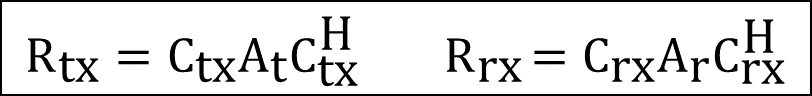 R_tx = C_tx A_t C_tx^H R_rx = C_rx A_r C_rx^H